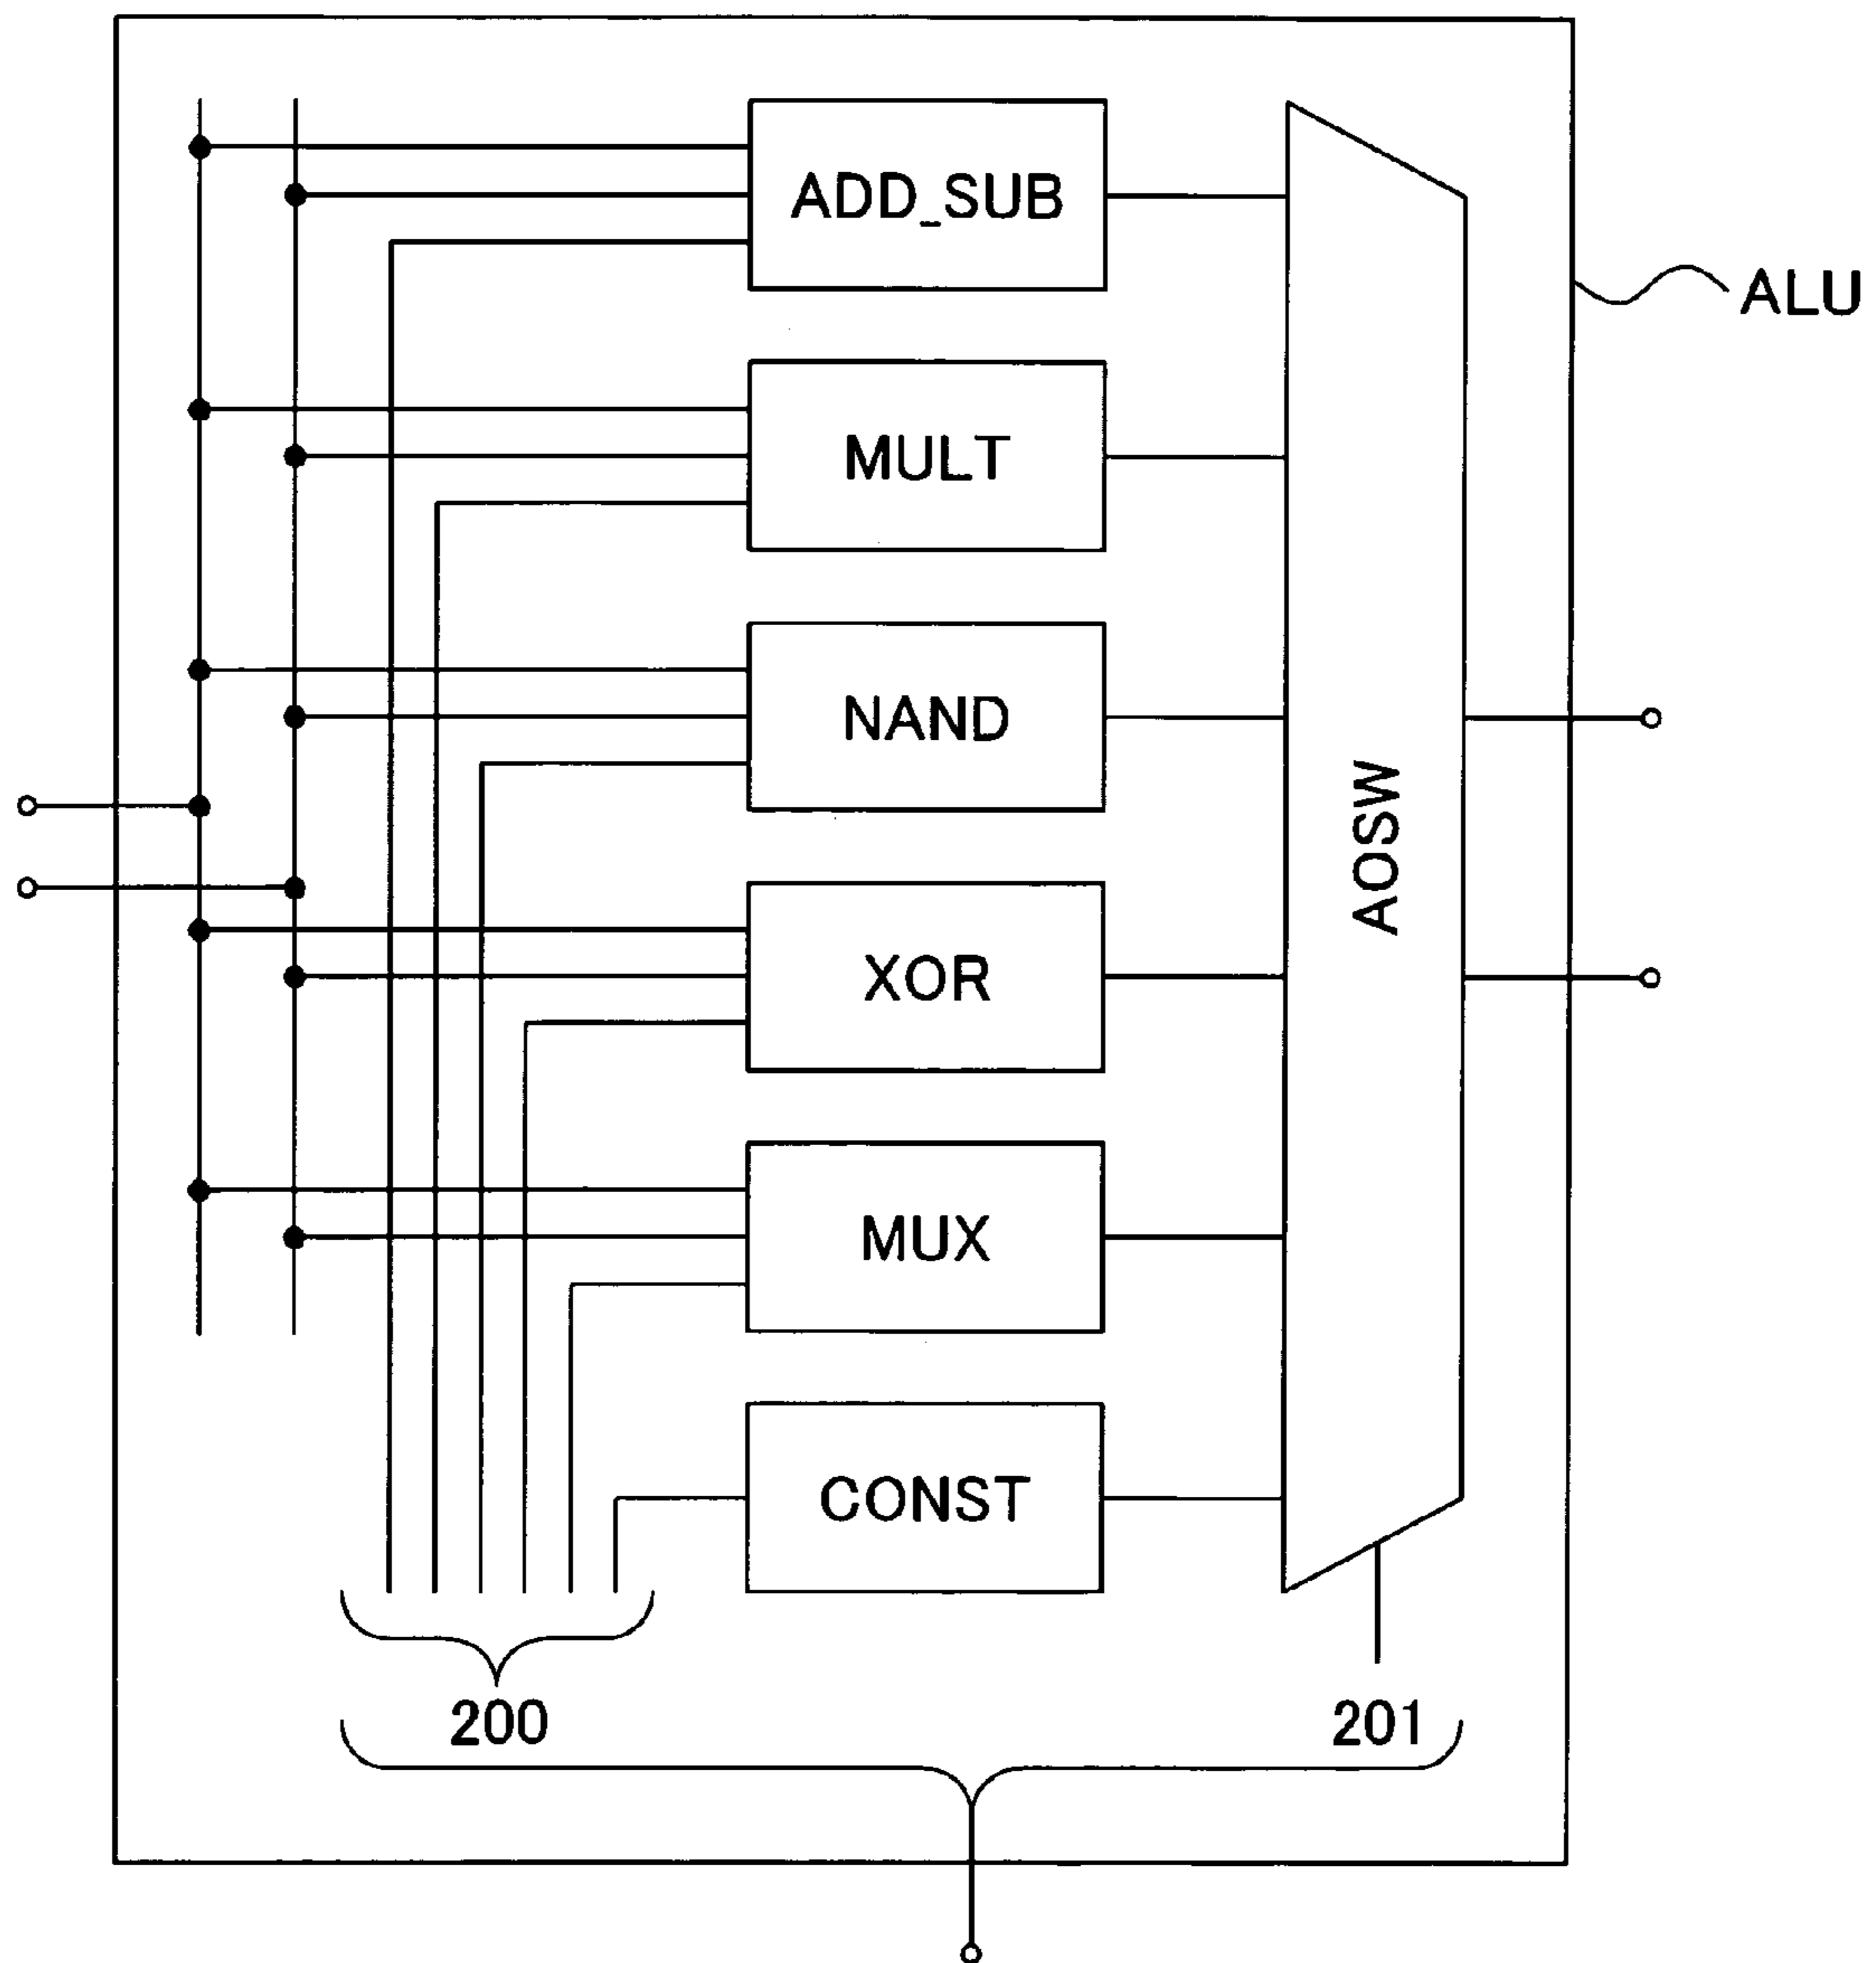 ADD_SUB
ALU
MULT
NAND
AOSW
XOR
MUX
CONST
200
201